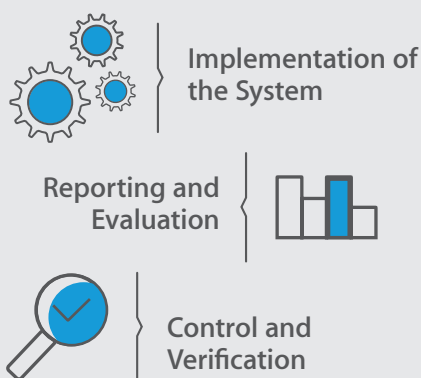 Implementation of
the System
Reporting and
Evaluation
Control and
Verification